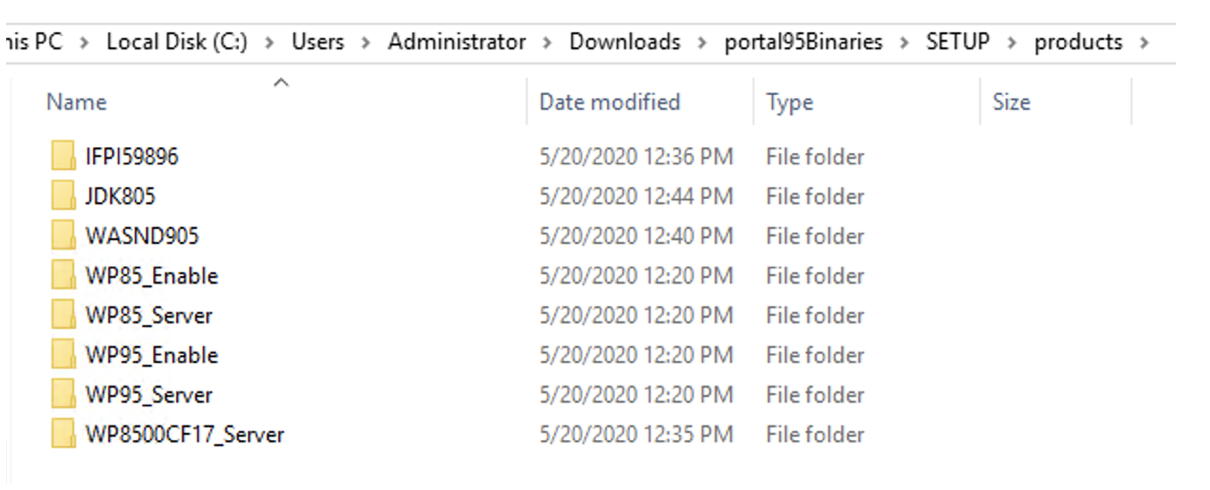 his PC > Local Disk (C:) > Users > Administrator > Downloads > portal95Binaries > SETUP > products >
Name Date modified Type Size
IFPI59896 5/20/2020 12:36 PM File folder
JDK805 5/20/2020 12:44 PM File folder
WASND905 5/20/2020 12:40 PM File folder
WP85_Enable 5/20/2020 12:20 PM File folder
WP85_Server 5/20/2020 12:20 PM File folder
WP95_Enable 5/20/2020 12:20 PM File folder
WP95_Server 5/20/2020 12:20 PM File folder
WP8500CF17_Server 5/20/2020 12:35 PM File folder